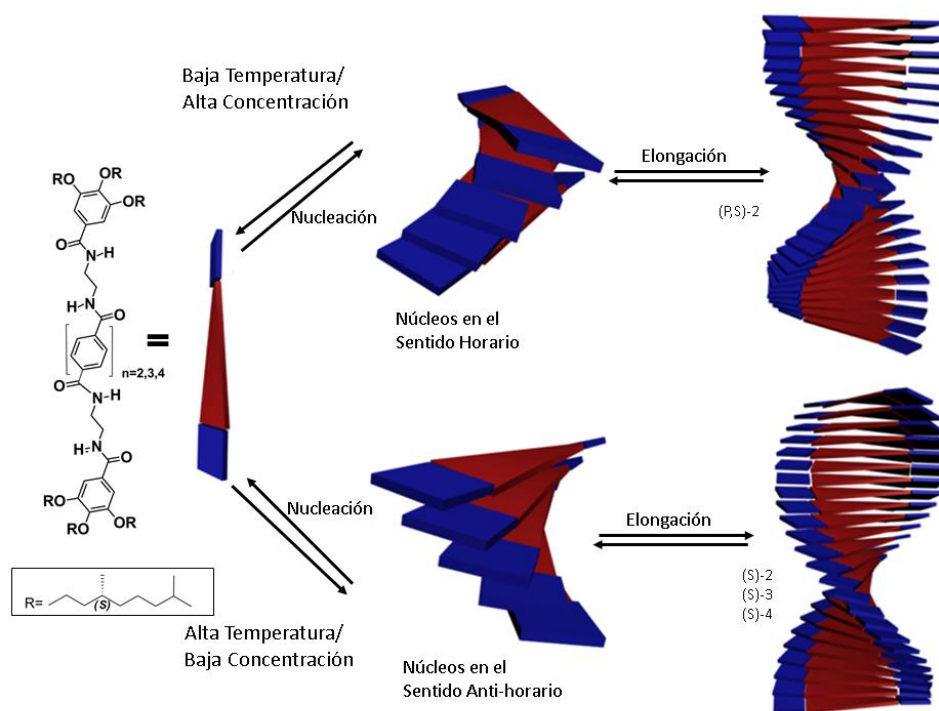 Baja Temperatura/
Alta Concentración
Nucleación
Elongación
(P,S)-2
Núcleos en el
Sentido Horario
RO
OR
OR
O
N-H
H-N
O
n=2,3,4
=
O
N-H
H-N
O
RO
RO
OR
R=
(S)
Nucleación
Alta Temperatura/
Baja Concentración
Elongación
(S)-2
(S)-3
(S)-4
Núcleos en el
Sentido Anti-horario